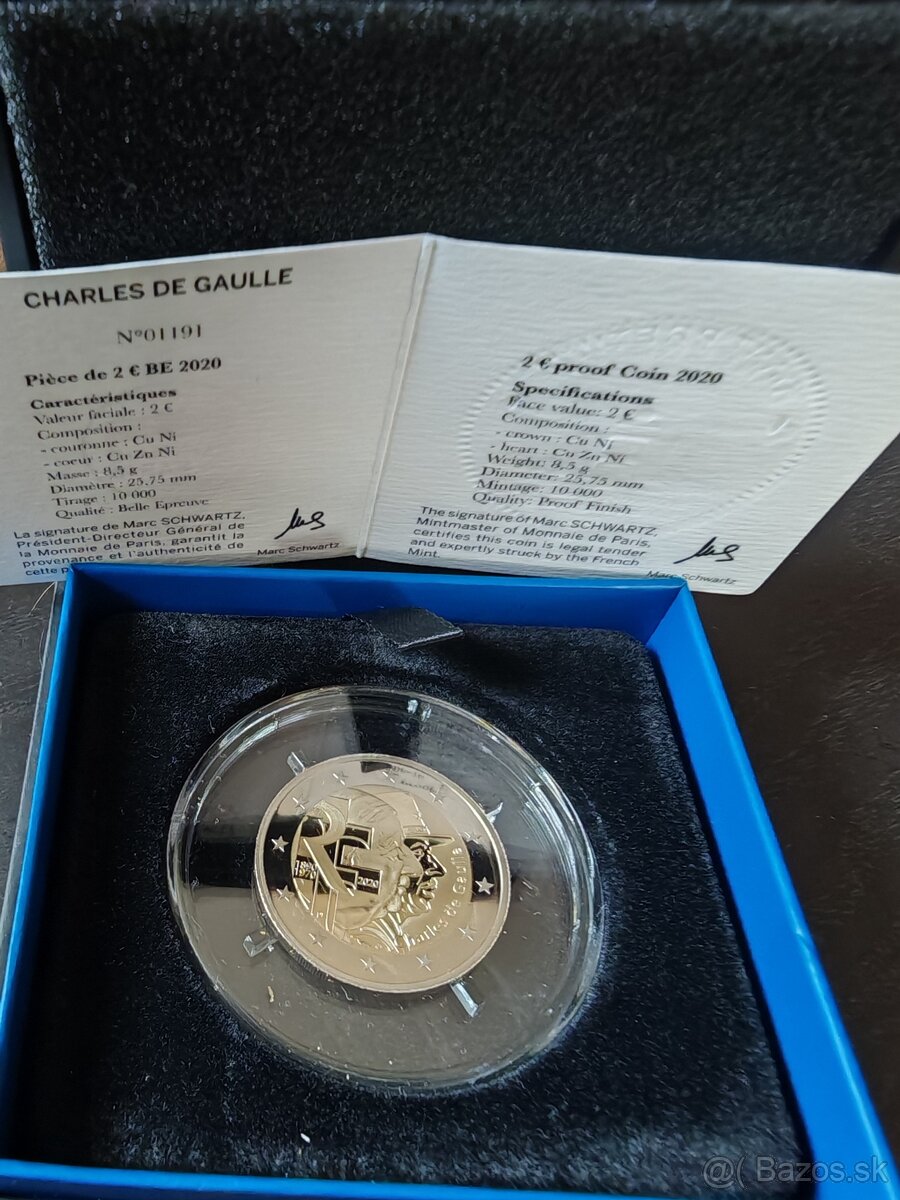 CHARLES DE GAULLE
N°01191
Pièce de 2 € BE 2020
Caractéristiques
Valeur faciale : 2 €
Composition :
- couronne : Cu Ni
- coeur : Cu Zn Ni
Masse : 8,5 g
Diamètre : 25,75 mm
Tirage : 10 000
Qualité : Belle Epreuve
La signature de Marc SCHWARTZ,
Président-Directeur Général de
la Monnaie de Paris, garantit la
provenance et l'authenticité de
cette
Marc Schwartz
2 € proof Coin 2020
Specifications
Face value: 2 €
Composition :
- crown : Cu Ni
- heart : Cu Zn Ni
Weight: 8,5 g
Diameter: 25,75 mm
Mintage: 10 000
Quality: Proof Finish
The signature of Marc SCHWARTZ,
Mintmaster of Monnaie de Paris,
certifies this coin is legal tender
and expertly struck by the French
Mint.
Marc Schwartz
RF
1890
1970
2020
Charles de Gaulle
@( Bazos.sk